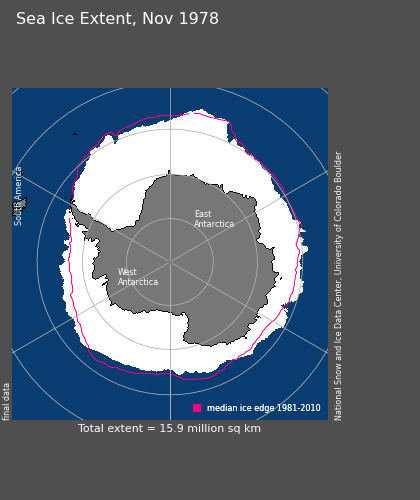 Sea Ice Extent, Nov 1978
South America
East
Antarctica
West
Antarctica
National Snow and Ice Data Center, University of Colorado Boulder
final data
median ice edge 1981-2010
Total extent = 15.9 million sq km